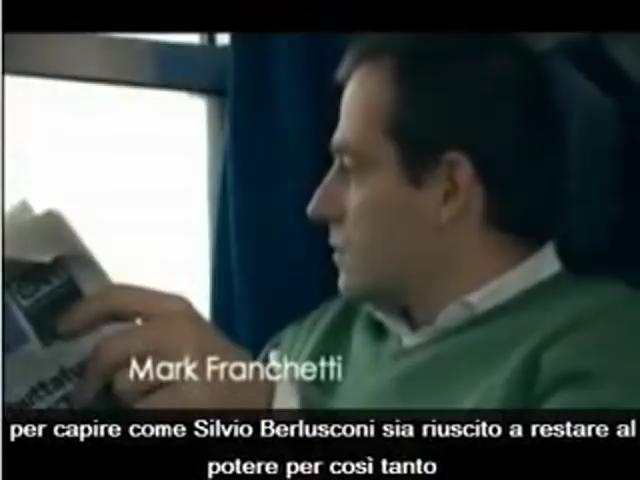 Mark Franchetti
per capire come Silvio Berlusconi sia riuscito a restare al
potere per così tanto